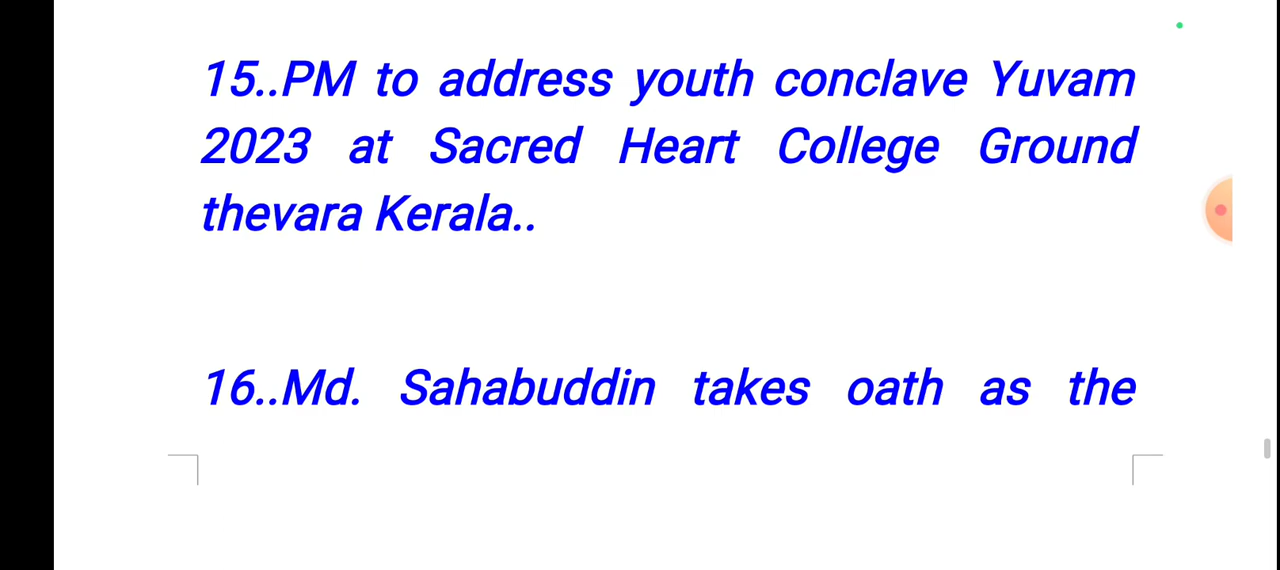 15..PM to address youth conclave Yuvam
2023 at Sacred Heart College Ground
thevara Kerala..
16..Md. Sahabuddin takes oath as the